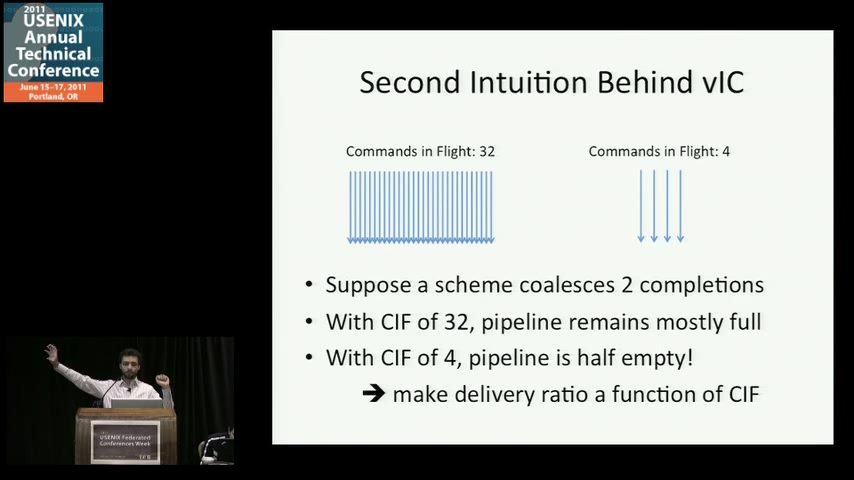 2011
USENIX
Annual
Technical
Conference
June 15–17, 2011
Portland, OR
Second Intuition Behind vIC
Commands in Flight: 32
Commands in Flight: 4
• Suppose a scheme coalesces 2 completions
• With CIF of 32, pipeline remains mostly full
• With CIF of 4, pipeline is half empty!
➔ make delivery ratio a function of CIF
USENIX Federated
Conferences Week